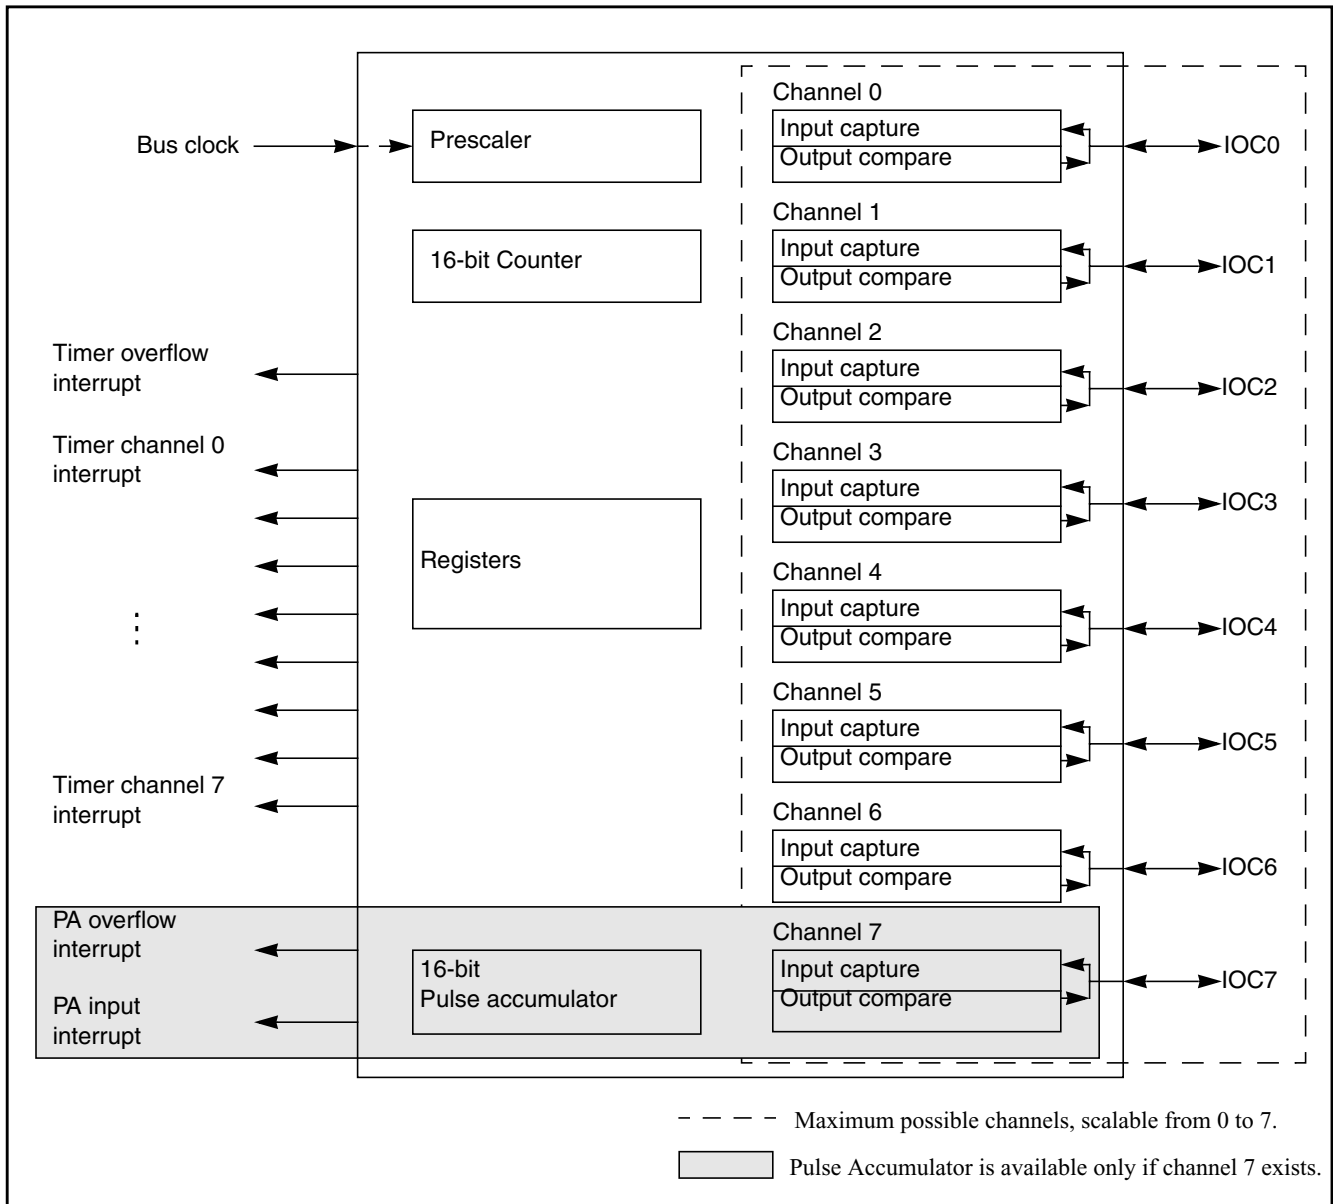 Bus clock
Prescaler
16-bit Counter
Timer overflow
interrupt
Timer channel 0
interrupt
Registers
Timer channel 7
interrupt
PA overflow
interrupt
PA input
interrupt
16-bit
Pulse accumulator
Channel 0
Input capture
Output compare
IOC0
Channel 1
Input capture
Output compare
IOC1
Channel 2
Input capture
Output compare
IOC2
Channel 3
Input capture
Output compare
IOC3
Channel 4
Input capture
Output compare
IOC4
Channel 5
Input capture
Output compare
IOC5
Channel 6
Input capture
Output compare
IOC6
Channel 7
Input capture
Output compare
IOC7
Maximum possible channels, scalable from 0 to 7.
Pulse Accumulator is available only if channel 7 exists.